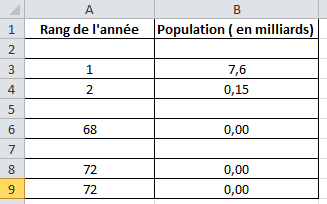 A B
1 Rang de l'année Population ( en milliards)
2
3 1 7,6
4 2 0,15
5
6 68 0,00
7
8 72 0,00
9 72 0,00